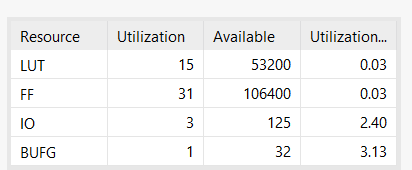 Resource Utilization Available Utilization...
LUT 15 53200 0.03
FF 31 106400 0.03
IO 3 125 2.40
BUFG 1 32 3.13